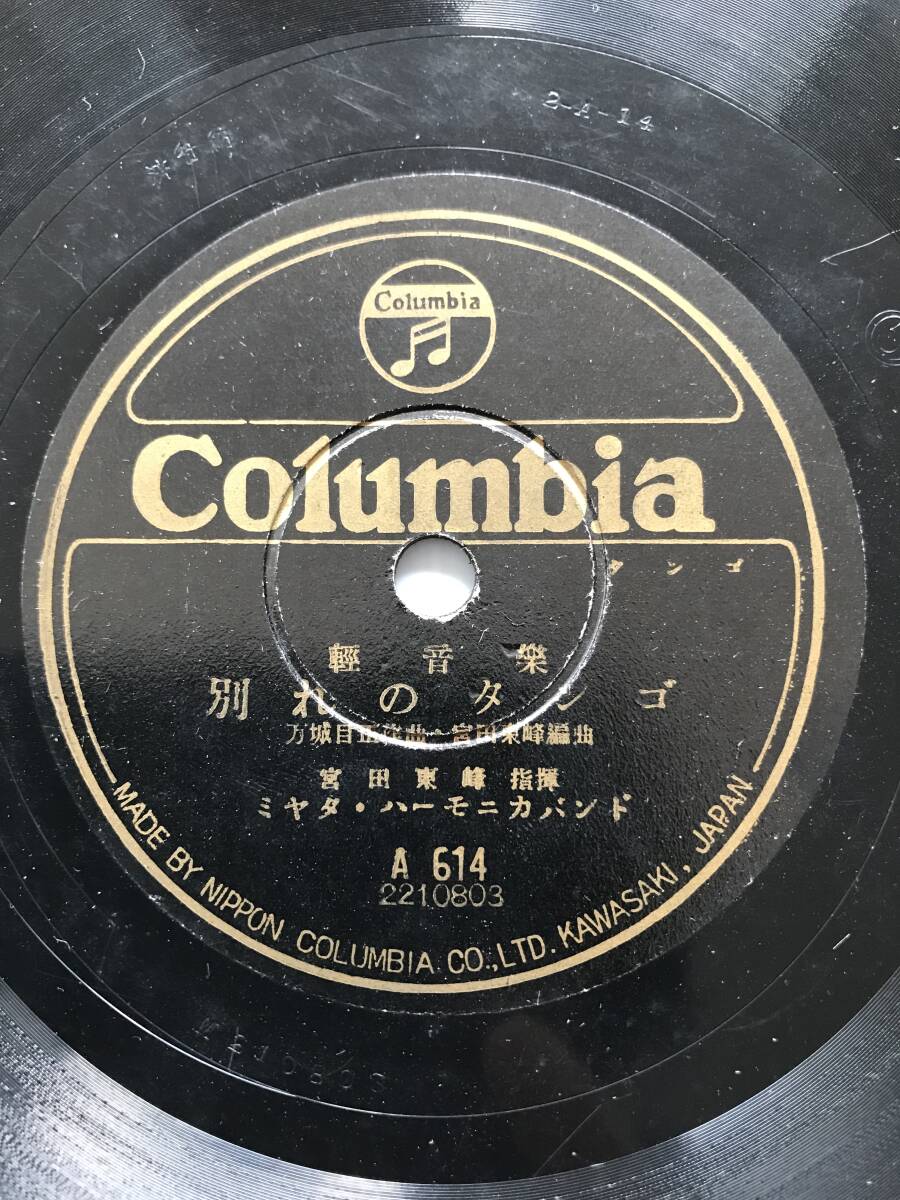 2-A-14
Columbia
Columbia
タンゴ
輕音樂
別れのタンゴ
万城目正作曲・宮田東峰編曲
宮田東峰 指揮
ミヤタ・ハーモニカバンド
A 614
2210803
MADE BY NIPPON COLUMBIA CO., LTD. KAWASAKI, JAPAN